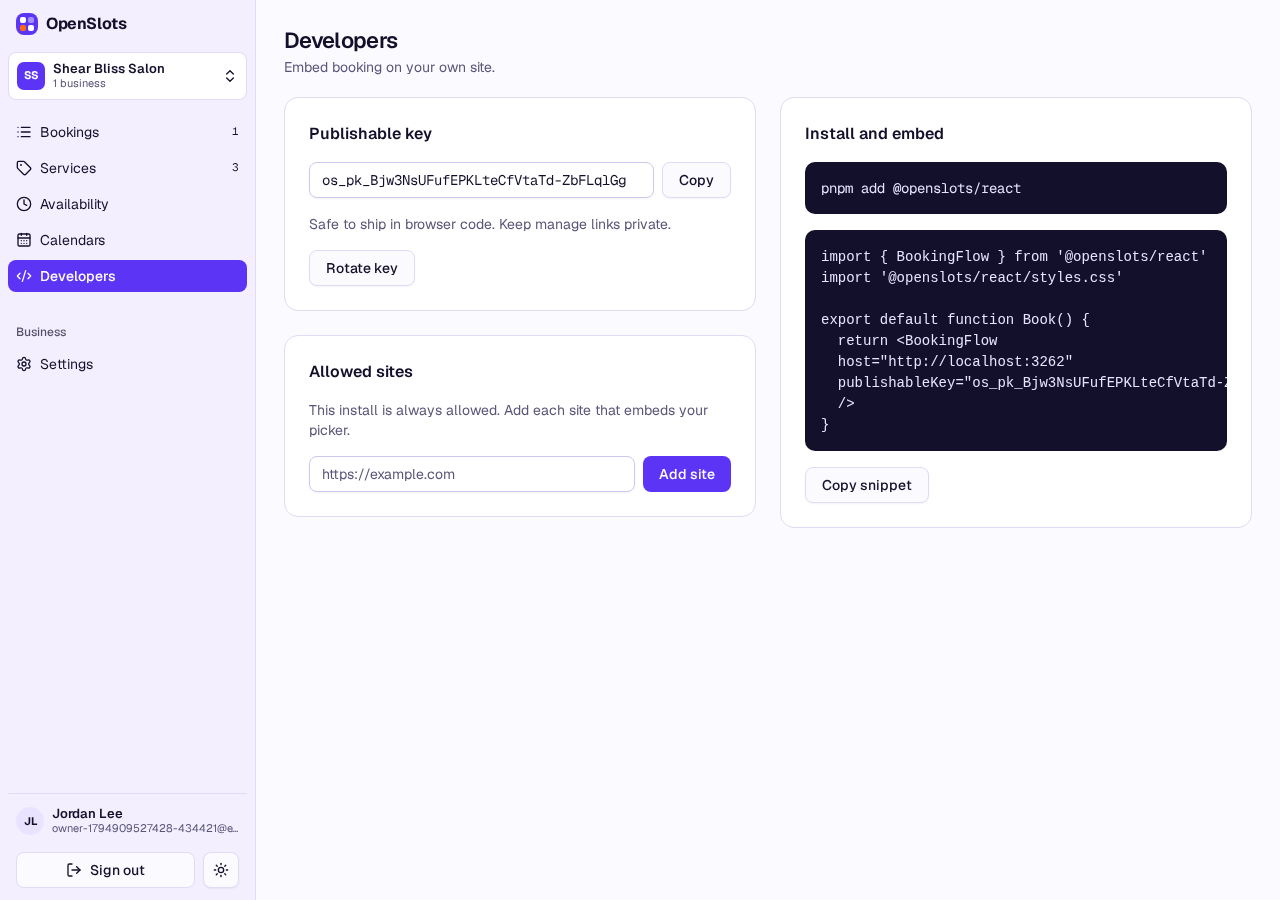 OpenSlots
SS
Shear Bliss Salon
1 business
Bookings 1
Services 3
Availability
Calendars
Developers
Business
Settings
JL
Jordan Lee
owner-1794909527428-434421@e…
Sign out
Developers
Embed booking on your own site.
Publishable key
os_pk_Bjw3NsUFufEPKLteCfVtaTd-ZbFLqlGg
Copy
Safe to ship in browser code. Keep manage links private.
Rotate key
Allowed sites
This install is always allowed. Add each site that embeds your
picker.
https://example.com
Add site
Install and embed
pnpm add @openslots/react
import { BookingFlow } from '@openslots/react'
import '@openslots/react/styles.css'
export default function Book() {
return <BookingFlow
host="http://localhost:3262"
publishableKey="os_pk_Bjw3NsUFufEPKLteCfVtaTd-Z
/>
}
Copy snippet